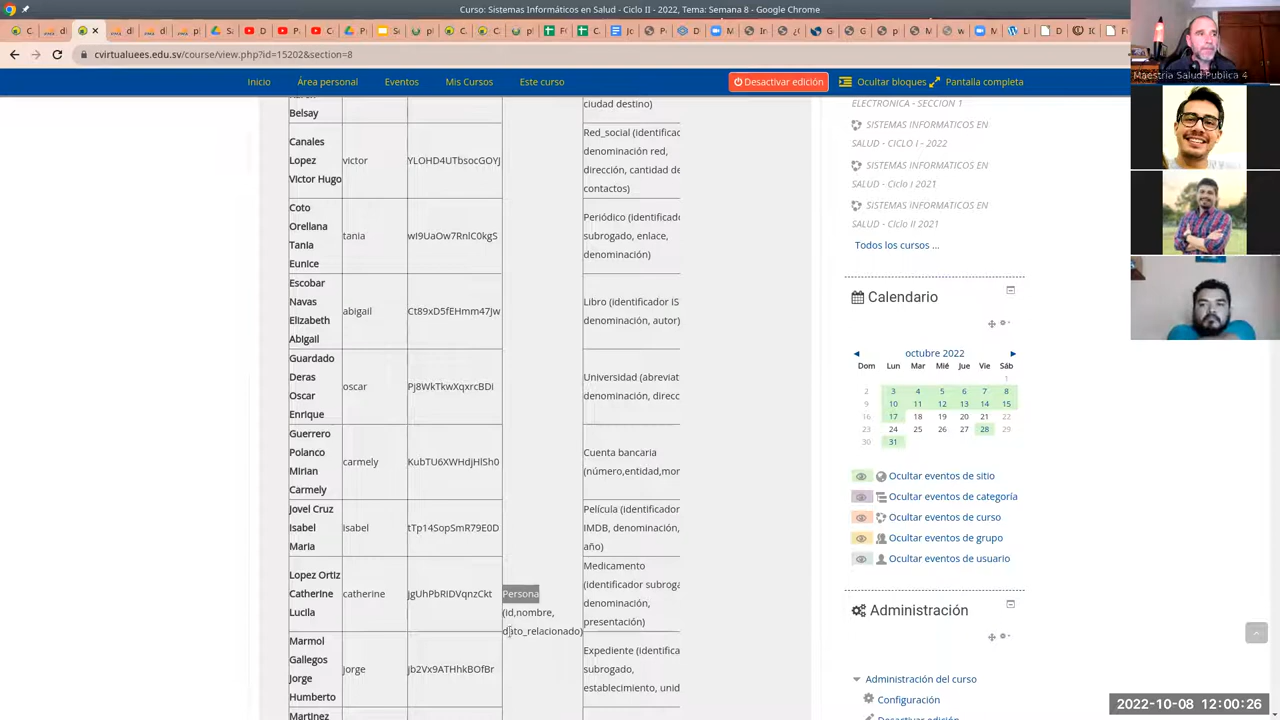 Curso: Sistemas Informáticos en Salud - Ciclo II - 2022, Tema: Semana 8 - Google Chrome
cvirtualuees.edu.sv/course/view.php?id=15202&section=8
Inicio
Área personal
Eventos
Mis Cursos
Este curso
Desactivar edición
Ocultar bloques
Pantalla completa
Belsay
ciudad destino)
Canales
Lopez
Victor Hugo
victor
YLOHD4UTbsocGOYJ
Red_social (identificad
denominación red,
dirección, cantidad de
contactos)
Coto
Orellana
Tania
Eunice
tania
wI9UaOw7RnlC0kgS
Periódico (identificado
subrogado, enlace,
denominación)
Escobar
Navas
Elizabeth
Abigail
abigail
Ct89xD5fEHmm47Jw
Libro (identificador IS
denominación, autor)
Guardado
Deras
Oscar
Enrique
oscar
Pj8WkTkwXqxrcBDi
Universidad (abreviat
denominación, direcc
Guerrero
Polanco
Mirian
Carmely
carmely
KubTU6XWHdjHlSh0
Cuenta bancaria
(número,entidad,mon
Jovel Cruz
Isabel
Maria
isabel
tTp14SopSmR79E0D
Película (identificador
IMDB, denominación,
año)
Lopez Ortiz
Catherine
Lucila
catherine
JgUhPbRIDVqnzCkt
Persona
(id,nombre,
dato_relacionado)
Medicamento
(identificador subroga
denominación,
presentación)
Marmol
Gallegos
Jorge
Humberto
jorge
jb2Vx9ATHhkBOfBr
Expediente (identifica
subrogado,
establecimiento, unid
Martinez
ELECTRONICA - SECCION 1
SISTEMAS INFORMATICOS EN
SALUD - CICLO I - 2022
SISTEMAS INFORMATICOS EN
SALUD - Ciclo I 2021
SISTEMAS INFORMATICOS EN
SALUD - Ciclo II 2021
Todos los cursos ...
Calendario
◄ octubre 2022 ►
Dom Lun Mar Mié Jue Vie Sáb
1
2 3 4 5 6 7 8
9 10 11 12 13 14 15
16 17 18 19 20 21 22
23 24 25 26 27 28 29
30 31
Ocultar eventos de sitio
Ocultar eventos de categoría
Ocultar eventos de curso
Ocultar eventos de grupo
Ocultar eventos de usuario
Administración
Administración del curso
Configuración
Desactivar edición
Maestria Salud Publica 4
2022-10-08 12:00:26